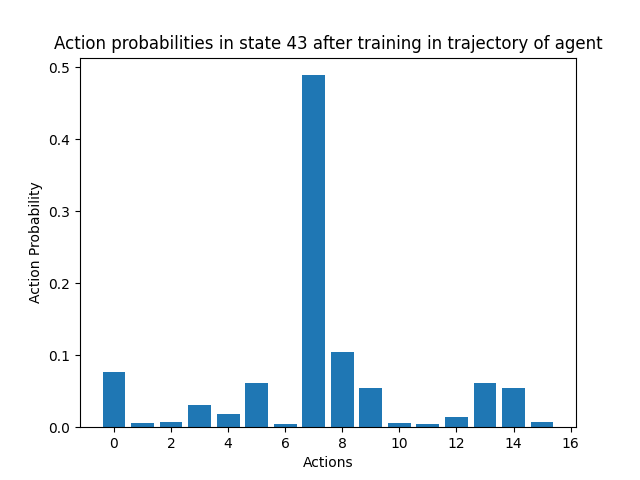 Action probabilities in state 43 after training in trajectory of agent
0.5
0.4
0.3
0.2
0.1
0.0
Action Probability
0 2 4 6 8 10 12 14 16
Actions